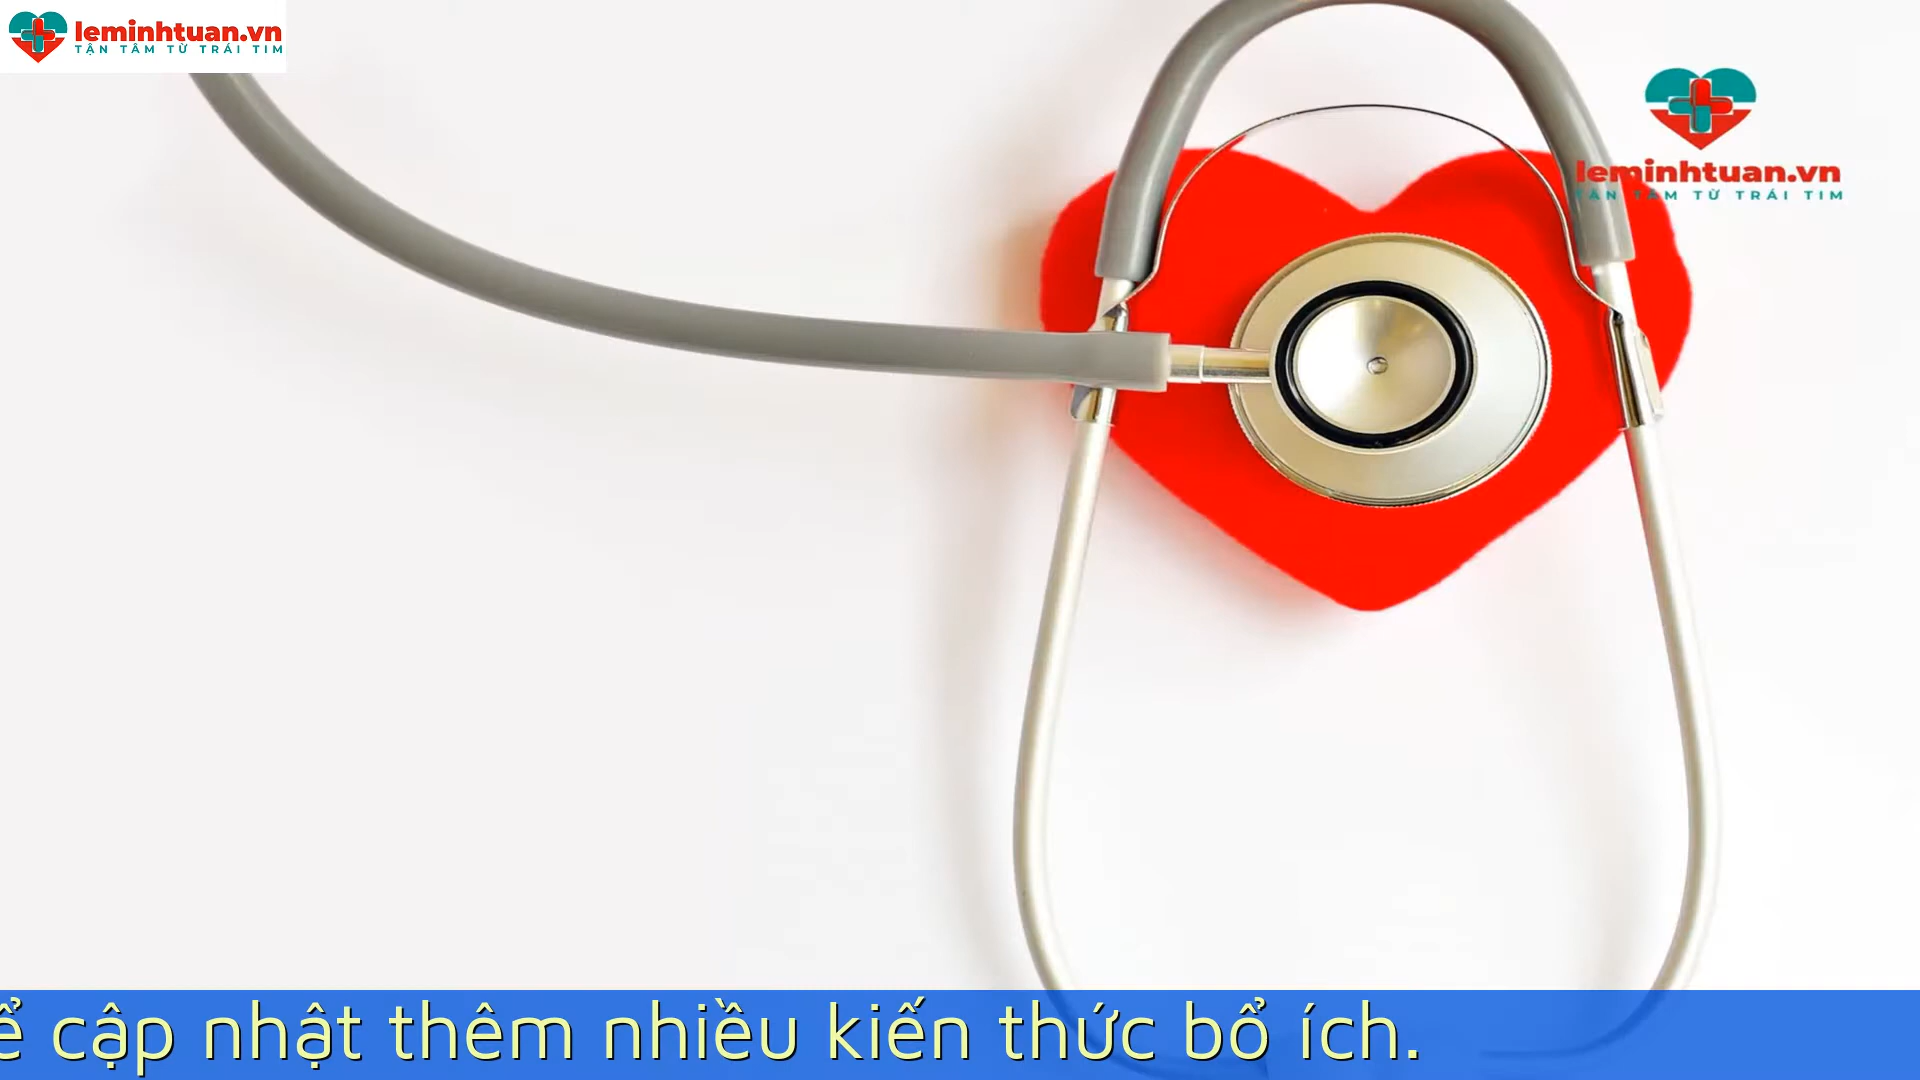 leminhtuan.vn
TẬN TÂM TỪ TRÁI TIM
leminhtuan.vn
TẬN TÂM TỪ TRÁI TIM
ể cập nhật thêm nhiều kiến thức bổ ích.